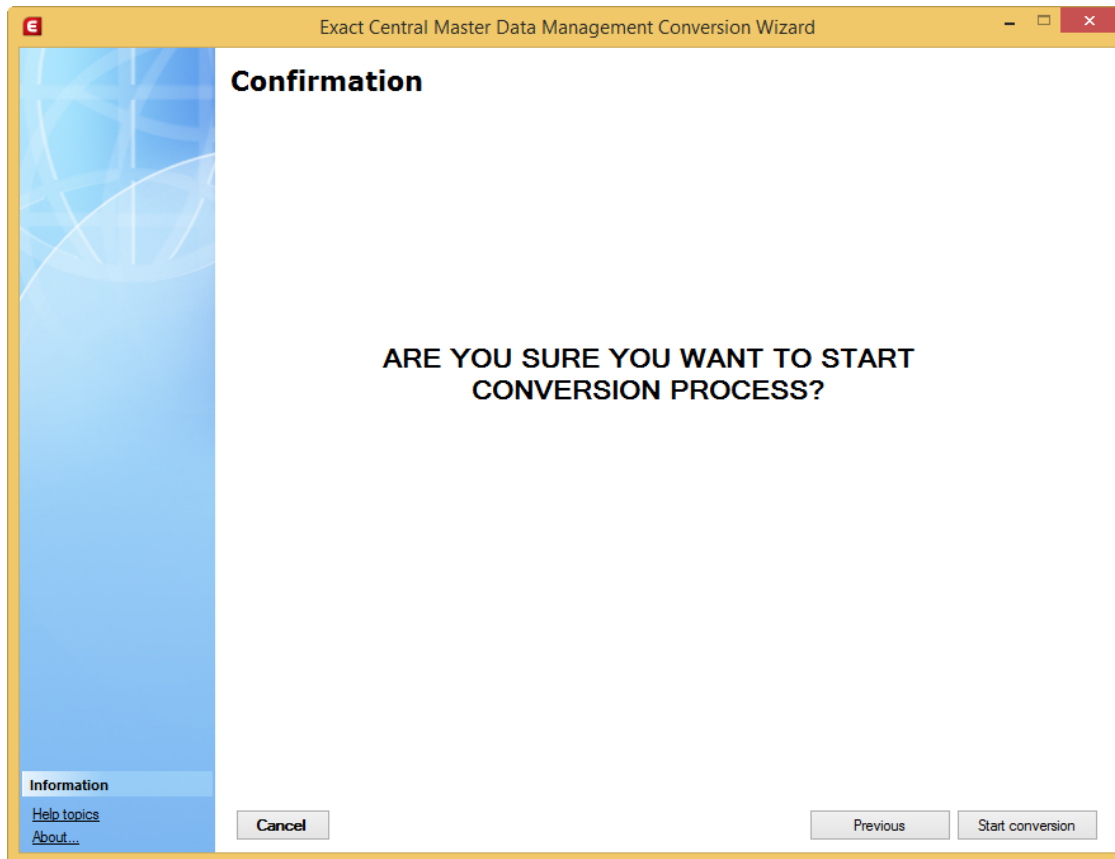 Exact Central Master Data Management Conversion Wizard
Confirmation
ARE YOU SURE YOU WANT TO START
CONVERSION PROCESS?
Information
Help topics
About...
Cancel
Previous
Start conversion